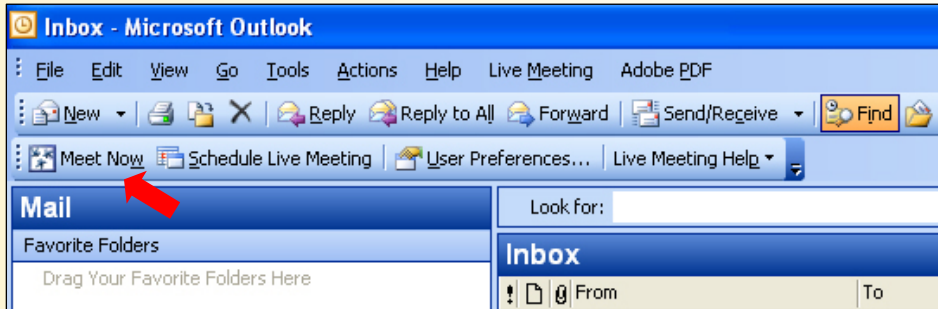 Inbox - Microsoft Outlook
File Edit View Go Tools Actions Help Live Meeting Adobe PDF
New Reply Reply to All Forward Send/Receive Find
Meet Now Schedule Live Meeting User Preferences... Live Meeting Help
Mail
Look for:
Favorite Folders
Inbox
Drag Your Favorite Folders Here
! From To